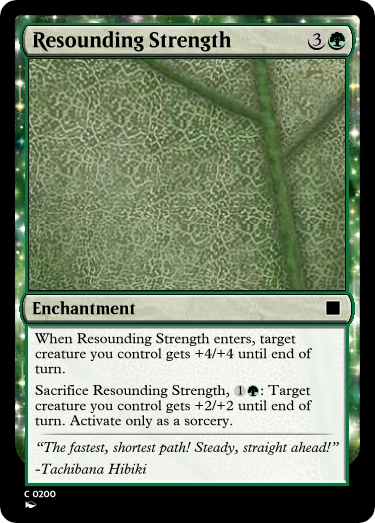 Resounding Strength 3
Enchantment
When Resounding Strength enters, target
creature you control gets +4/+4 until end of
turn.
Sacrifice Resounding Strength, 1: Target
creature you control gets +2/+2 until end of
turn. Activate only as a sorcery.
“The fastest, shortest path! Steady, straight ahead!”
-Tachibana Hibiki
C 0200